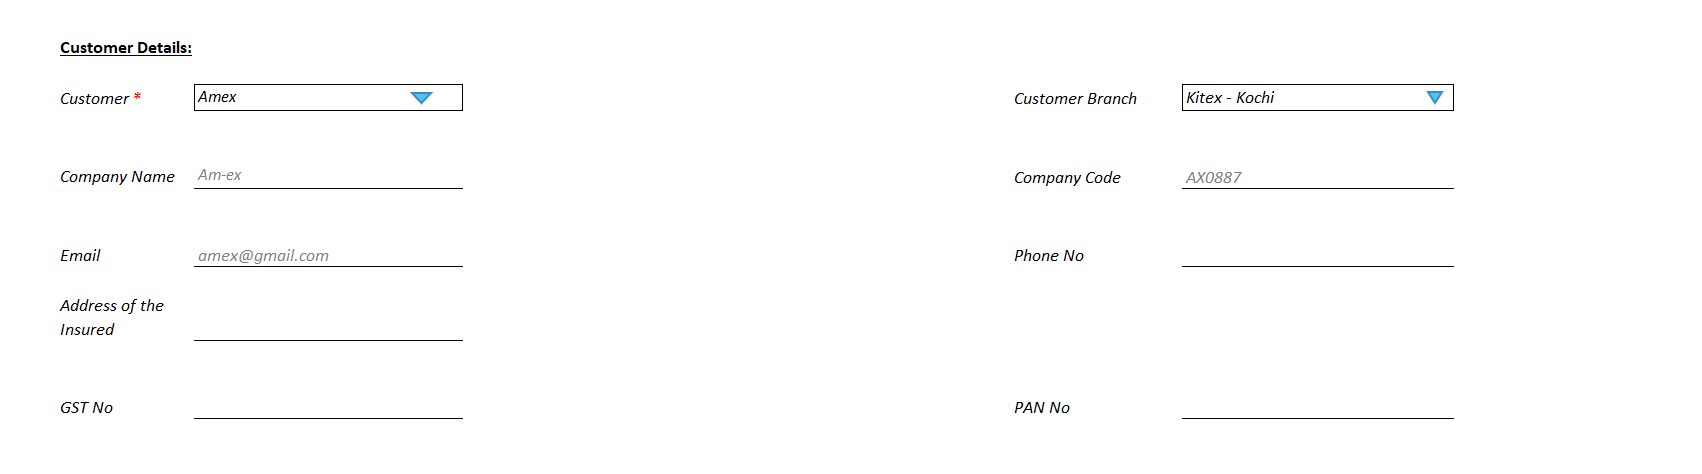 Customer Details:
Customer * Amex Customer Branch Kitex - Kochi
Company Name Am-ex Company Code AX0887
Email amex@gmail.com Phone No
Address of the
Insured
GST No PAN No